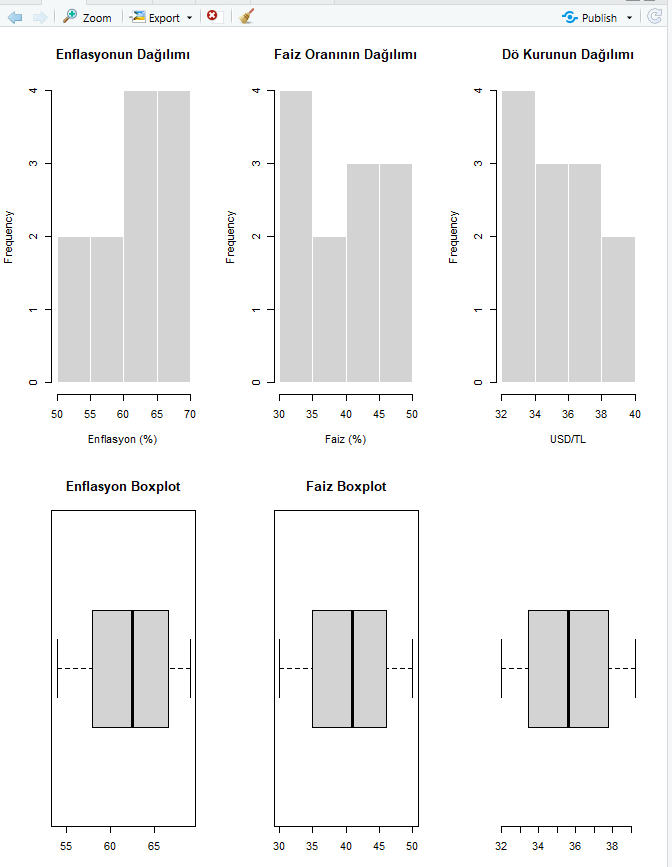 Zoom Export Publish
Enflasyonun Dağılımı Faiz Oranının Dağılımı Dö Kurunun Dağılımı
4 4 4
3 3 3
Frequency Frequency Frequency
2 2 2
1 1 1
0 0 0
50 55 60 65 70 30 35 40 45 50 32 34 36 38 40
Enflasyon (%) Faiz (%) USD/TL
Enflasyon Boxplot Faiz Boxplot
55 60 65 30 35 40 45 50 32 34 36 38